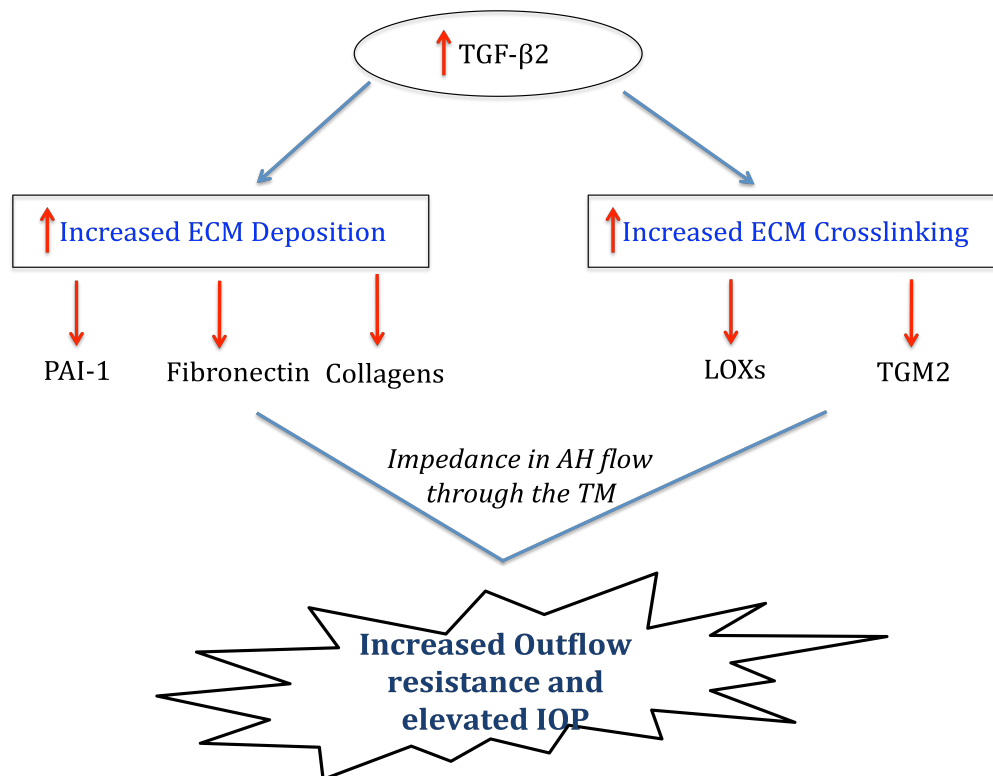 TGF-β2
Increased ECM Deposition
Increased ECM Crosslinking
PAI-1
Fibronectin
Collagens
LOXs
TGM2
Impedance in AH flow
through the TM
Increased Outflow
resistance and
elevated IOP